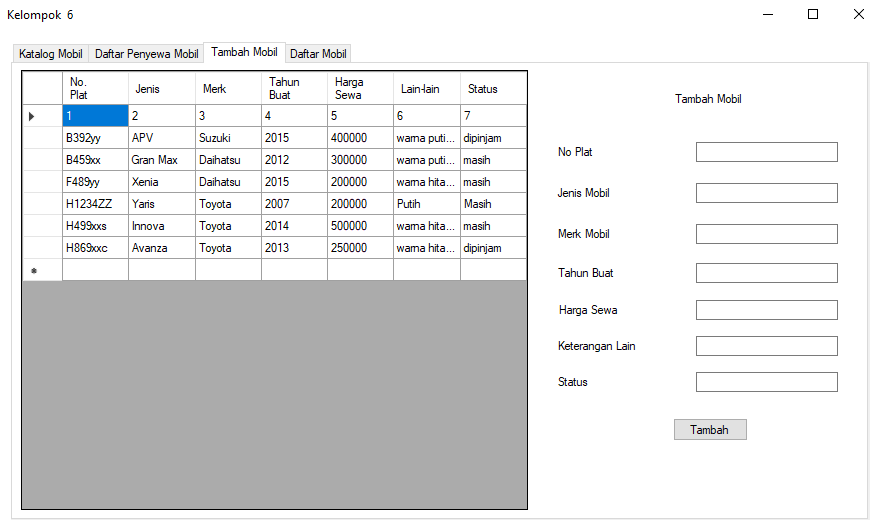 Kelompok 6
Katalog Mobil Daftar Penyewa Mobil Tambah Mobil Daftar Mobil
No. Plat Jenis Merk Tahun Buat Harga Sewa Lain-lain Status
1 2 3 4 5 6 7
B392yy APV Suzuki 2015 400000 warna puti... dipinjam
B459xx Gran Max Daihatsu 2012 300000 warna puti... masih
F489yy Xenia Daihatsu 2015 200000 warna hita... masih
H1234ZZ Yaris Toyota 2007 200000 Putih Masih
H499xxs Innova Toyota 2014 500000 warna hita... masih
H869xxc Avanza Toyota 2013 250000 warna hita... dipinjam
Tambah Mobil
No Plat
Jenis Mobil
Merk Mobil
Tahun Buat
Harga Sewa
Keterangan Lain
Status
Tambah